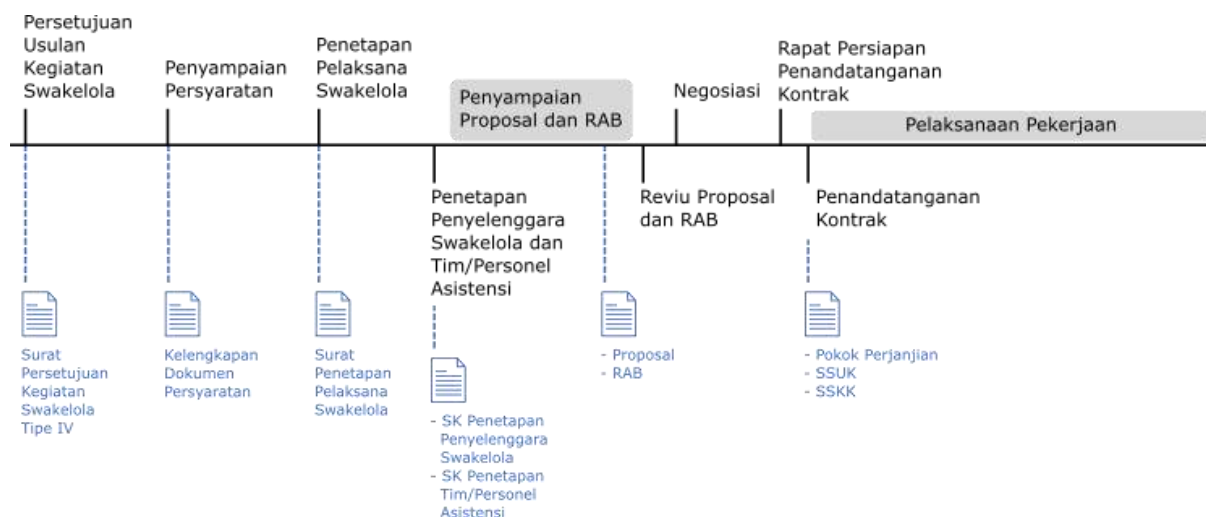 Persetujuan
Usulan
Kegiatan
Swakelola
Penyampaian
Persyaratan
Penetapan
Pelaksana
Swakelola
Penyampaian
Proposal dan RAB
Negosiasi
Rapat Persiapan
Penandatanganan
Kontrak
Pelaksanaan Pekerjaan
Penetapan
Penyelenggara
Swakelola dan
Tim/Personel
Asistensi
Reviu Proposal
dan RAB
Penandatanganan
Kontrak
Surat
Persetujuan
Kegiatan
Swakelola
Tipe IV
Kelengkapan
Dokumen
Persyaratan
Surat
Penetapan
Pelaksana
Swakelola
- SK Penetapan
Penyelenggara
Swakelola
- SK Penetapan
Tim/Personel
Asistensi
- Proposal
- RAB
- Pokok Perjanjian
- SSUK
- SSKK